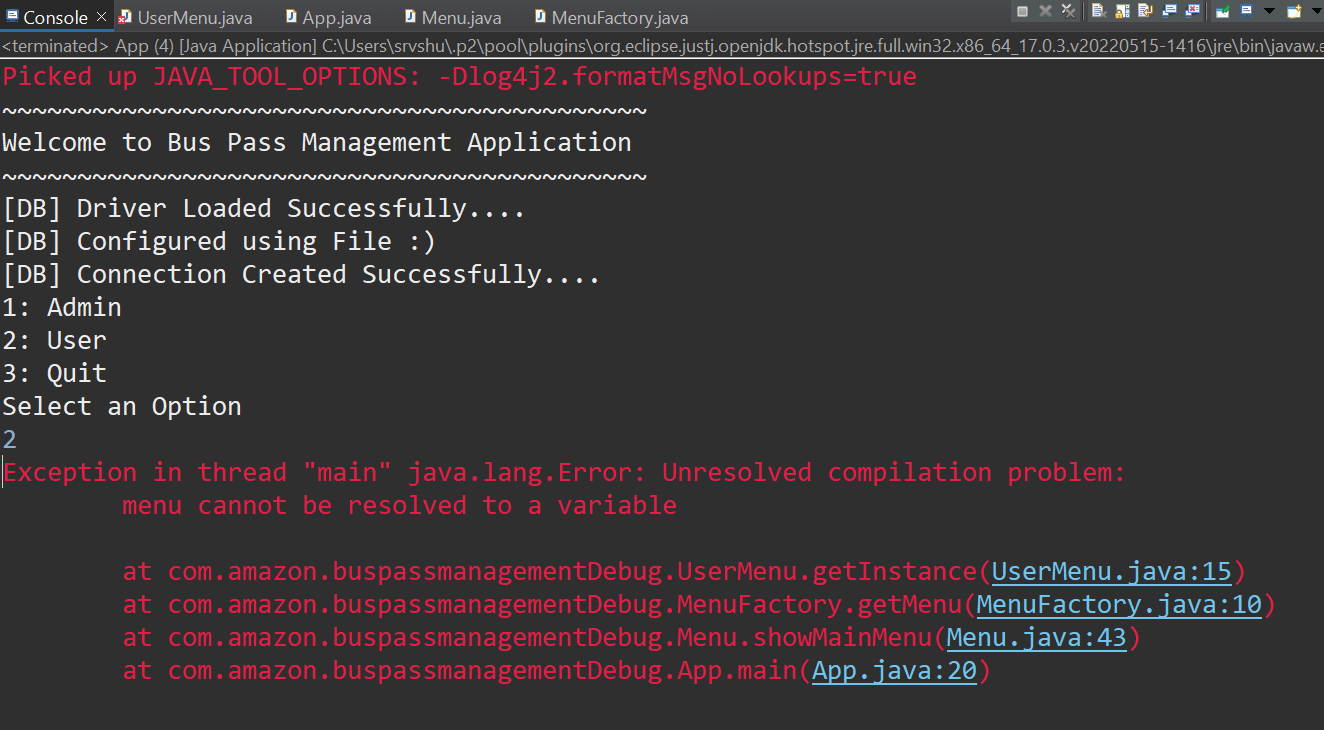 Console UserMenu.java App.java Menu.java MenuFactory.java
<terminated> App (4) [Java Application] C:\Users\srvshu\.p2\pool\plugins\org.eclipse.justj.openjdk.hotspot.jre.full.win32.x86_64_17.0.3.v20220515-1416\jre\bin\javaw.e
Picked up JAVA_TOOL_OPTIONS: -Dlog4j2.formatMsgNoLookups=true
~~~~~~~~~~~~~~~~~~~~~~~~~~~~~~~~~~~~~~~~~~~
Welcome to Bus Pass Management Application
~~~~~~~~~~~~~~~~~~~~~~~~~~~~~~~~~~~~~~~~~~~
[DB] Driver Loaded Successfully....
[DB] Configured using File :)
[DB] Connection Created Successfully....
1: Admin
2: User
3: Quit
Select an Option
2
Exception in thread "main" java.lang.Error: Unresolved compilation problem:
menu cannot be resolved to a variable
at com.amazon.buspassmanagementDebug.UserMenu.getInstance(UserMenu.java:15)
at com.amazon.buspassmanagementDebug.MenuFactory.getMenu(MenuFactory.java:10)
at com.amazon.buspassmanagementDebug.Menu.showMainMenu(Menu.java:43)
at com.amazon.buspassmanagementDebug.App.main(App.java:20)